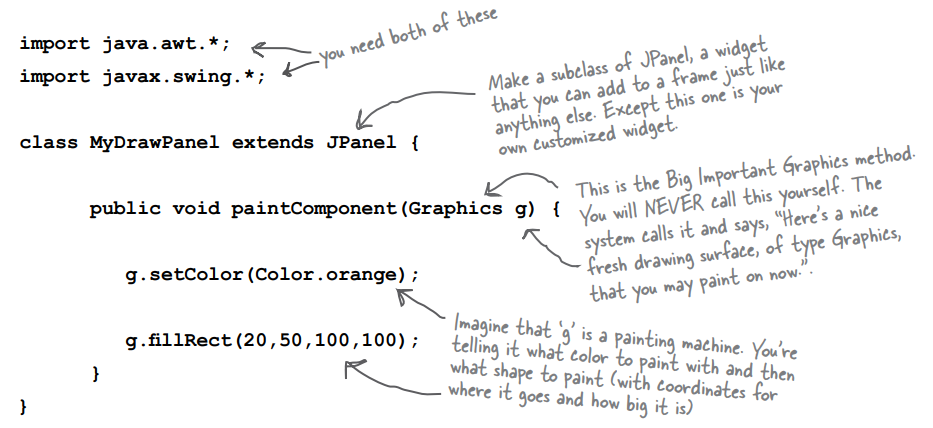 import java.awt.*;
you need both of these
import javax.swing.*;
Make a subclass of JPanel, a widget
that you can add to a frame just like
anything else. Except this one is your
own customized widget.
class MyDrawPanel extends JPanel {
This is the Big Important Graphics method.
You will NEVER call this yourself. The
system calls it and says, “Here’s a nice
fresh drawing surface, of type Graphics,
that you may paint on now.”.
public void paintComponent(Graphics g) {
g.setColor(Color.orange);
Imagine that ‘g’ is a painting machine. You’re
telling it what color to paint with and then
what shape to paint (with coordinates for
where it goes and how big it is)
g.fillRect(20,50,100,100);
}
}